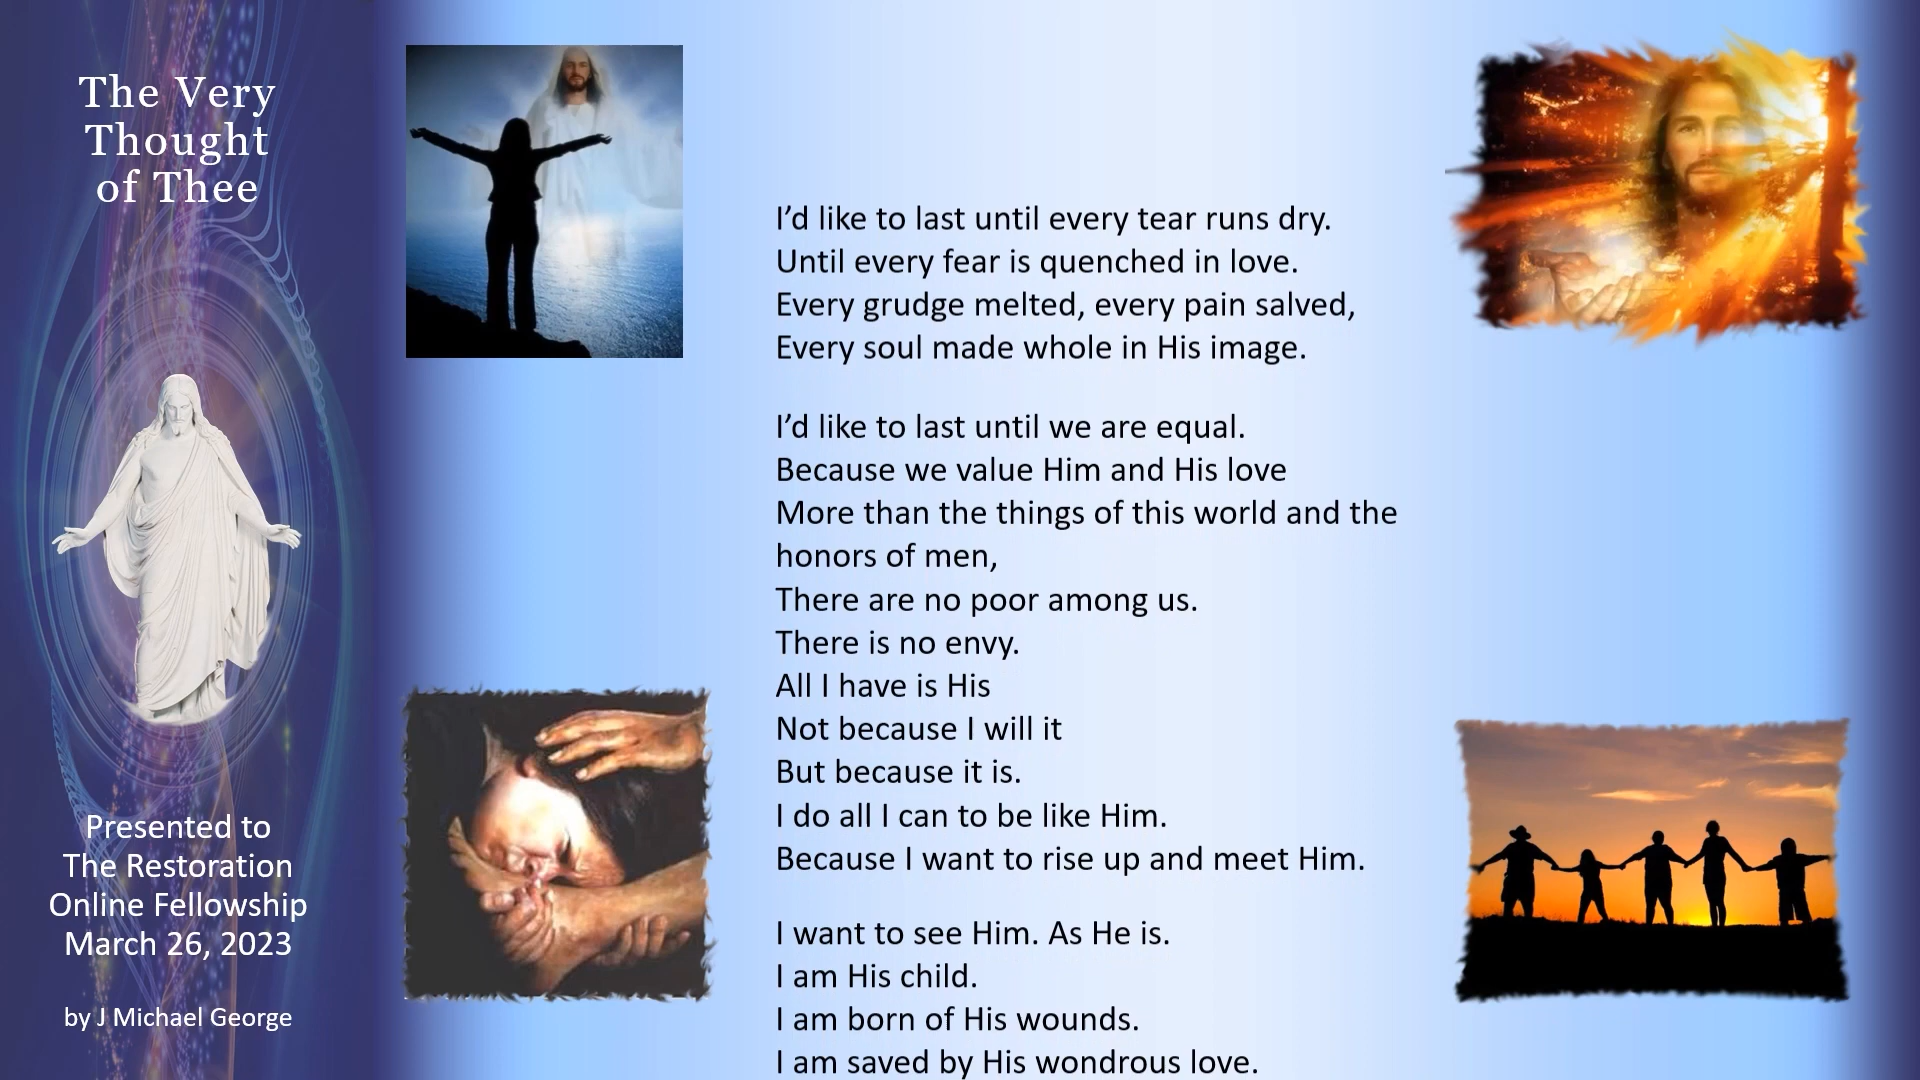 The Very
Thought
of Thee
Presented to
The Restoration
Online Fellowship
March 26, 2023
by J Michael George
I’d like to last until every tear runs dry.
Until every fear is quenched in love.
Every grudge melted, every pain salved,
Every soul made whole in His image.
I’d like to last until we are equal.
Because we value Him and His love
More than the things of this world and the
honors of men,
There are no poor among us.
There is no envy.
All I have is His
Not because I will it
But because it is.
I do all I can to be like Him.
Because I want to rise up and meet Him.
I want to see Him. As He is.
I am His child.
I am born of His wounds.
I am saved by His wondrous love.